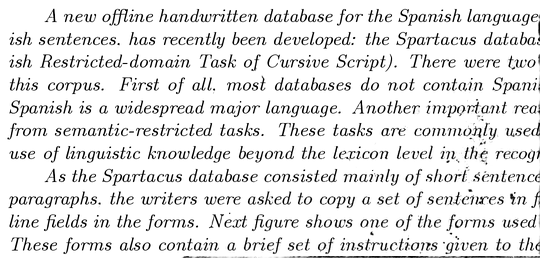 A new offline handwritten database for the Spanish language
ish sentences. has recently been developed: the Spartacus databas
ish Restricted-domain Task of Cursive Script). There were two
this corpus. First of all. most databases do not contain Spani
Spanish is a widespread major language. Another important rea
from semantic-restricted tasks. These tasks are commonly used
use of linguistic knowledge beyond the lexicon level in the recogn
As the Spartacus database consisted mainly of short sentence
paragraphs. the writers were asked to copy a set of sentences in f
line fields in the forms. Next figure shows one of the forms used
These forms also contain a brief set of instructions given to the